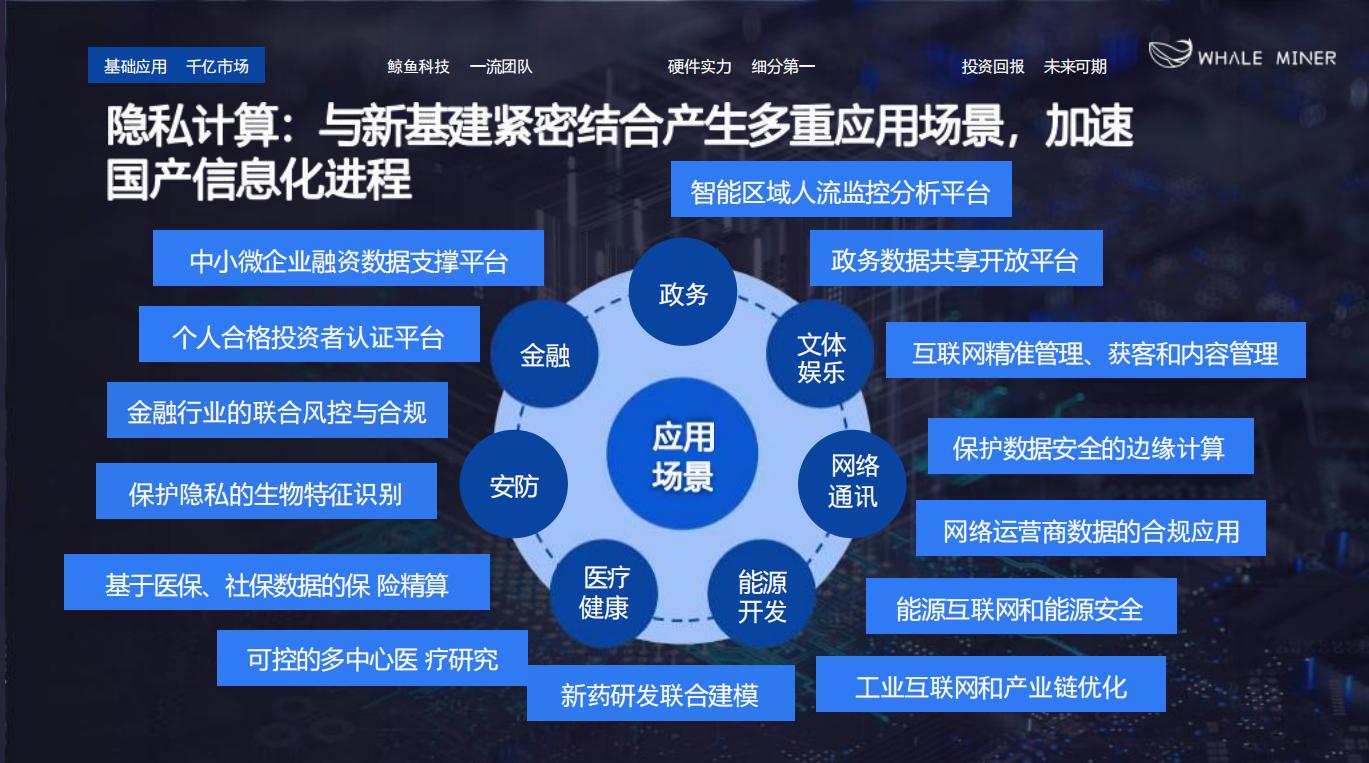 基础应用 千亿市场
鲸鱼科技 一流团队
硬件实力 细分第一
投资回报 未来可期
WHALE MINER
隐私计算：与新基建紧密结合产生多重应用场景，加速
国产信息化进程
智能区域人流监控分析平台
中小微企业融资数据支撑平台
政务数据共享开放平台
政务
个人合格投资者认证平台
金融
文体
娱乐
互联网精准管理、获客和内容管理
金融行业的联合风控与合规
应用
场景
保护数据安全的边缘计算
保护隐私的生物特征识别
安防
网络
通讯
网络运营商数据的合规应用
基于医保、社保数据的保 险精算
医疗
健康
能源
开发
能源互联网和能源安全
可控的多中心医 疗研究
新药研发联合建模
工业互联网和产业链优化